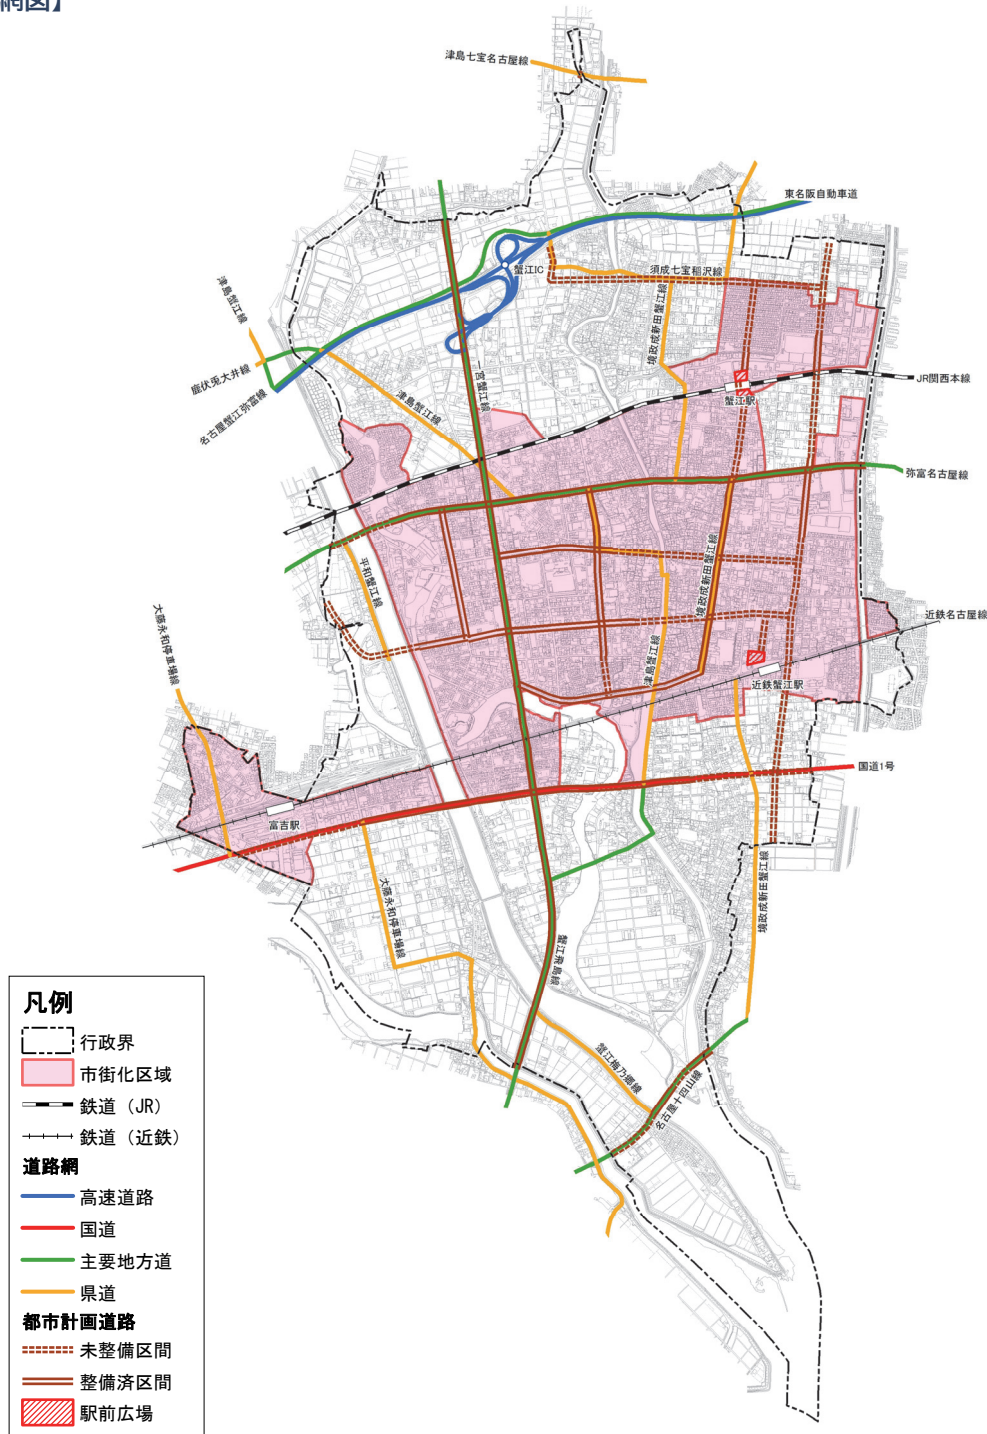 網図】
津島七宝名古屋線
東名阪自動車道
蟹江IC
須成七宝稲沢線
津島蟹江線
境政成新田蟹江線
一宮蟹江線
鹿伏兎大井線
JR関西本線
津島蟹江線
蟹江駅
名古屋蟹江弥富線
弥富名古屋線
平和蟹江線
境政成新田蟹江線
大藤永和停車場線
近鉄名古屋線
津島蟹江線
近鉄蟹江駅
国道1号
富吉駅
境政成新田蟹江線
大藤永和停車場線
蟹江飛島線
蟹江梅乃郷線
名古屋十四山線
凡例
行政界
市街化区域
鉄道（JR）
鉄道（近鉄）
道路網
高速道路
国道
主要地方道
県道
都市計画道路
未整備区間
整備済区間
駅前広場